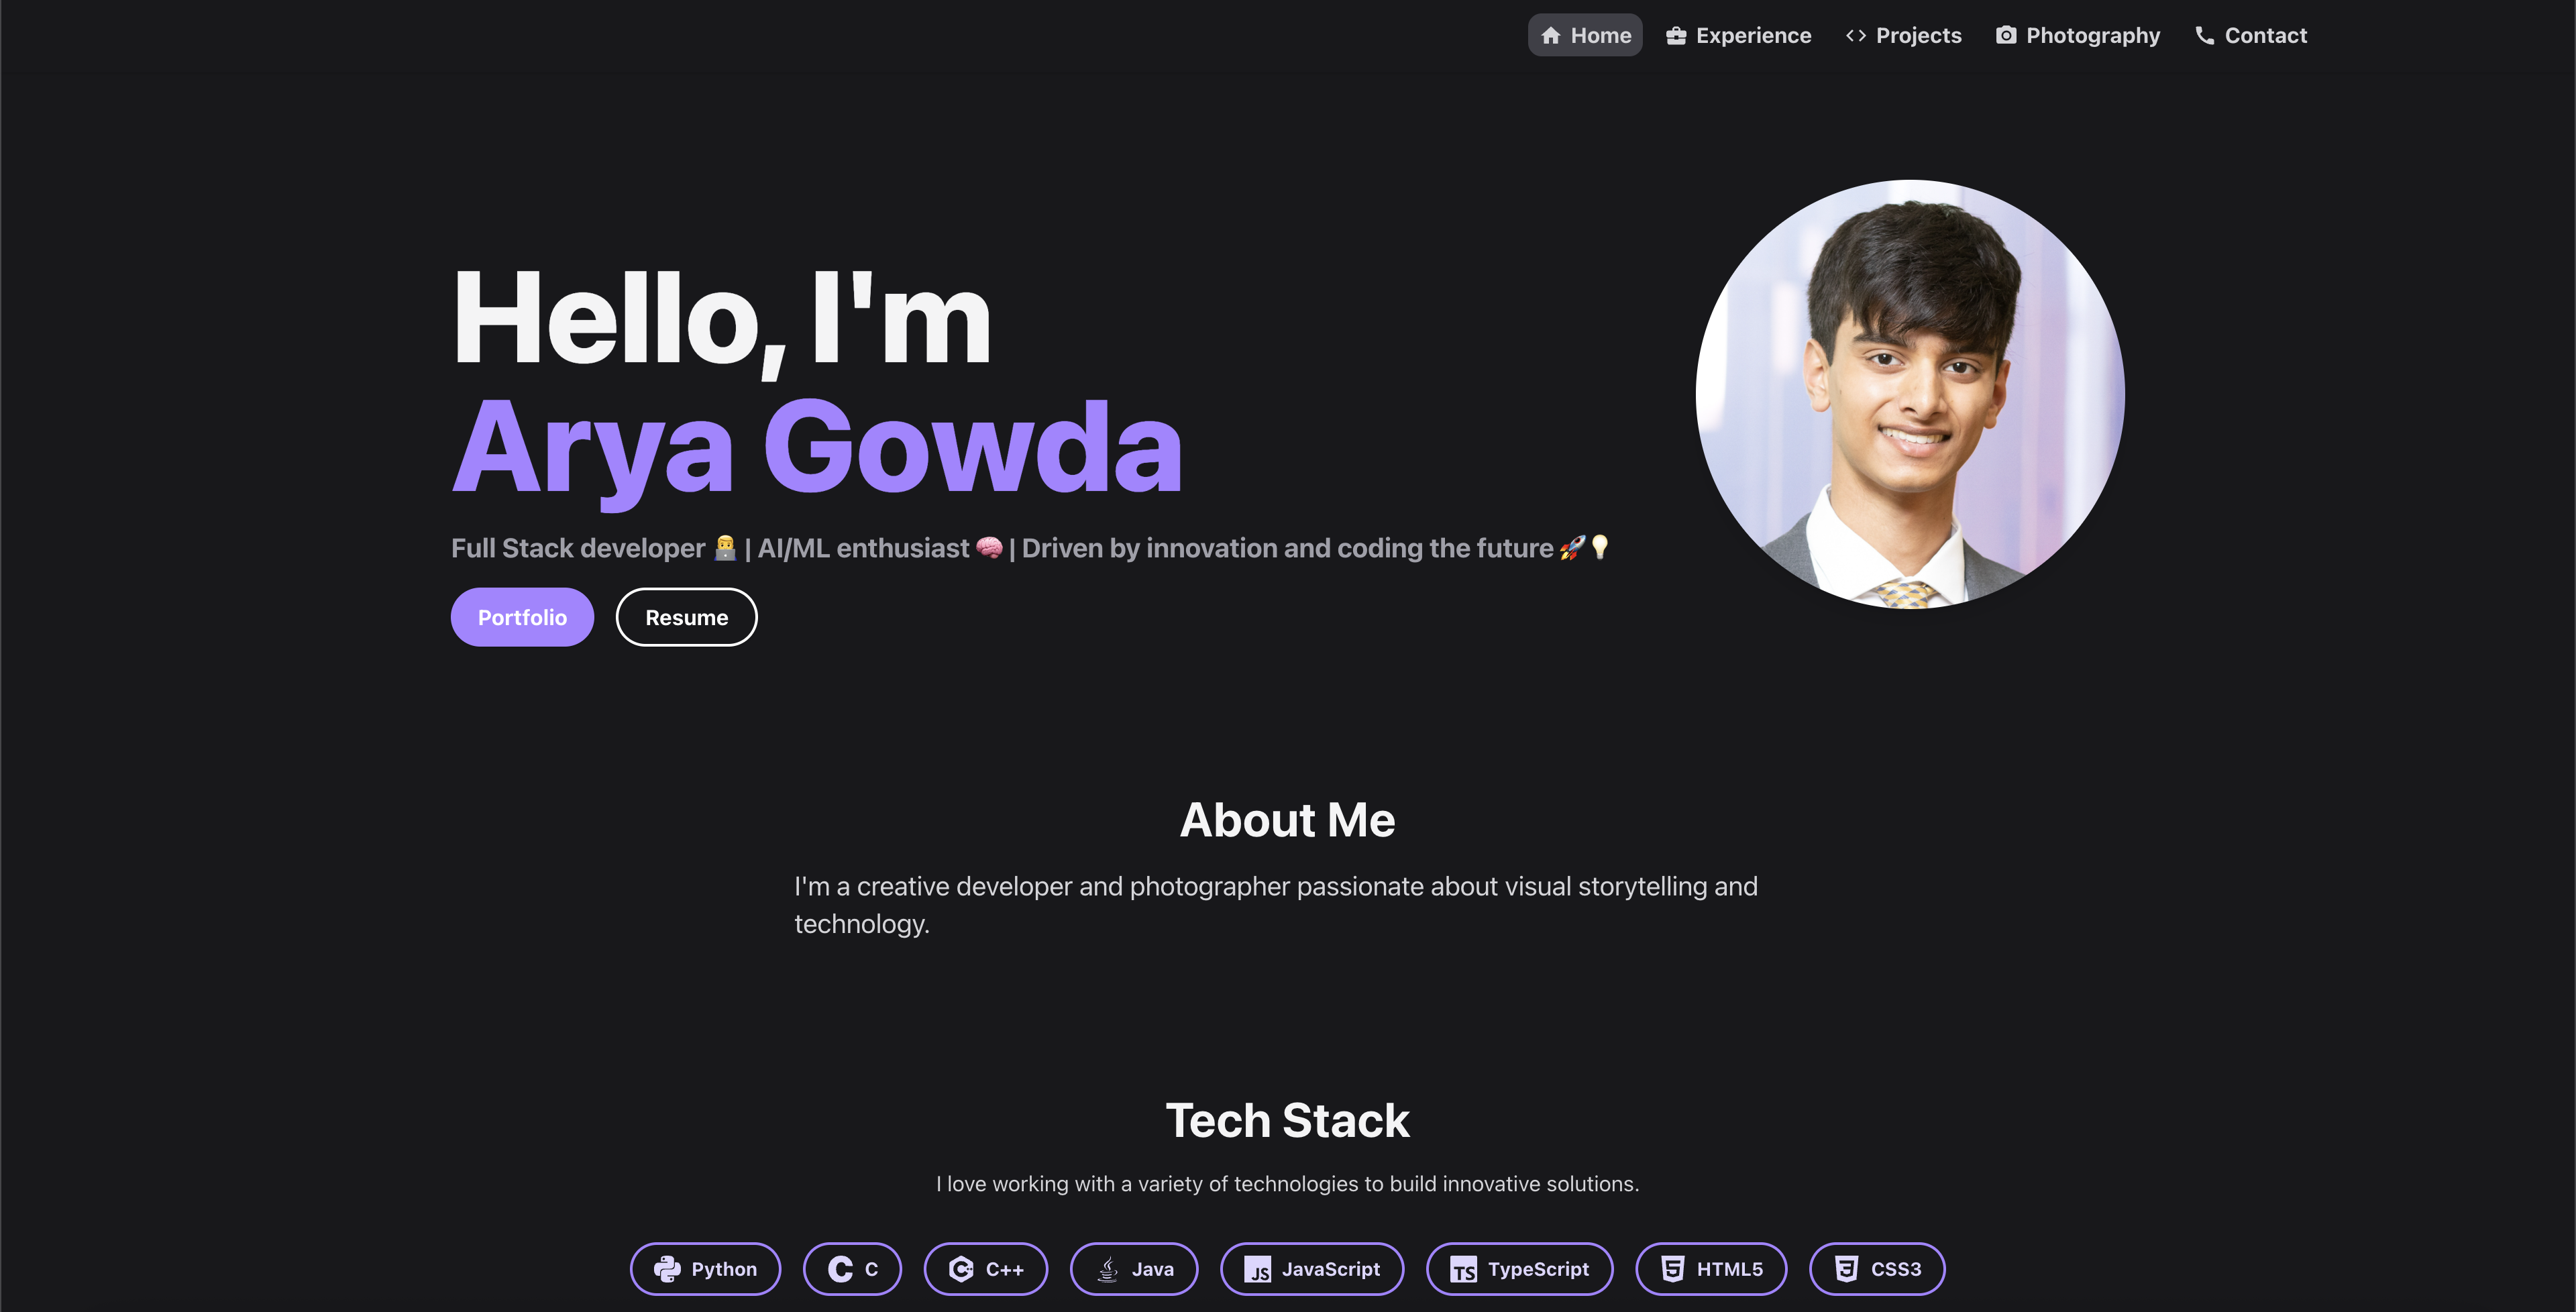 Home Experience Projects Photography Contact
Hello, I'm
Arya Gowda
Full Stack developer 👨‍💻 | AI/ML enthusiast 🧠 | Driven by innovation and coding the future 🚀💡
Portfolio Resume
About Me
I'm a creative developer and photographer passionate about visual storytelling and
technology.
Tech Stack
I love working with a variety of technologies to build innovative solutions.
Python C C C C++ Java JS JavaScript TS TypeScript 5 HTML5 3 CSS3